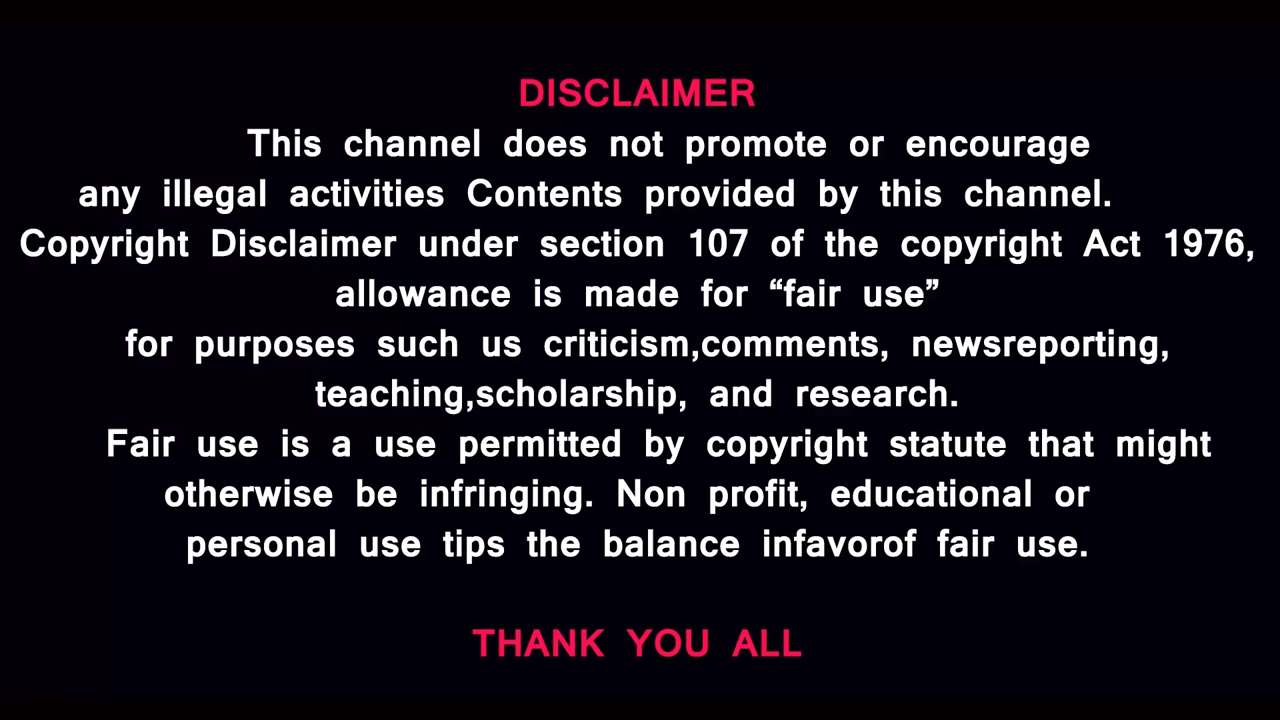 DISCLAIMER
This channel does not promote or encourage
any illegal activities Contents provided by this channel.
Copyright Disclaimer under section 107 of the copyright Act 1976,
allowance is made for “fair use”
for purposes such us criticism,comments, newsreporting,
teaching,scholarship, and research.
Fair use is a use permitted by copyright statute that might
otherwise be infringing. Non profit, educational or
personal use tips the balance infavorof fair use.
THANK YOU ALL